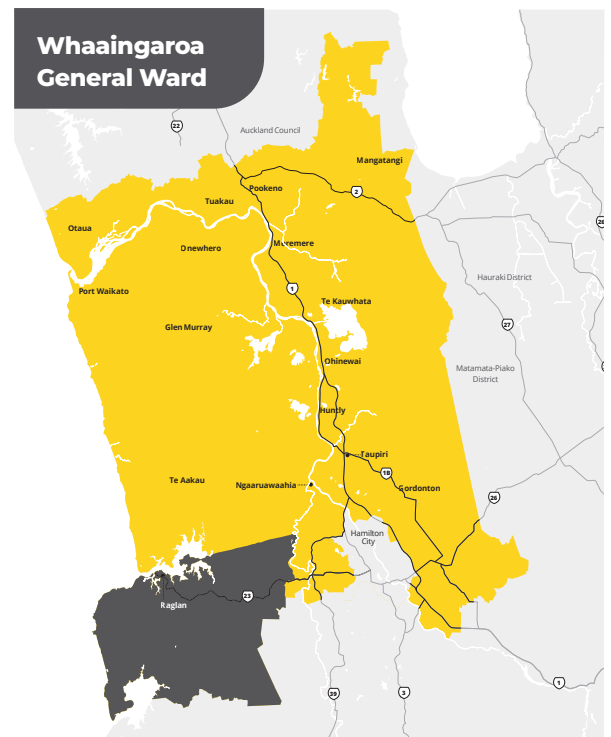 Whaaingaroa
General Ward
22
Auckland Council
Mangatangi
Pookeno
2
Tuakau
Otaua
Onewhero
Meremere
26
Hauraki District
Port Waikato
1
Te Kauwhata
Glen Murray
27
Ohinewai
Matamata-Piako
District
Huntly
Taupiri
1B
Te Aakau
Ngaaruawaahia
Gordonton
26
Hamilton
City
23
Raglan
1
39
3